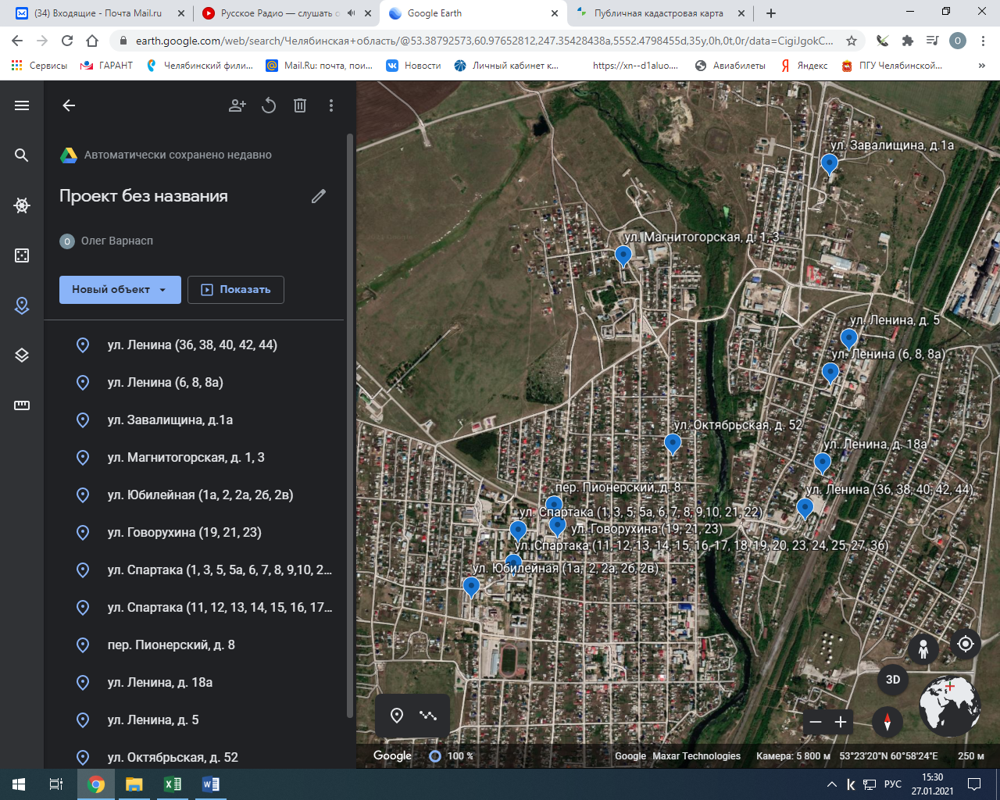 (34) Входящие - Почта Mail.ru
Русское Радио — слушать о
Google Earth
Публичная кадастровая карта
earth.google.com/web/search/Челябинская+область/@53.38792573,60.97652812,247.35428438a,5552.4798455d,35y,0h,0t,0r/data=CigiJgokC...
О
Сервисы
ГАРАНТ
Челябинский фили...
Mail.Ru: почта, пои...
Новости
Личный кабинет к...
https://xn--d1aluo....
Авиабилеты
Яндекс
ПГУ Челябинской...
»
Автоматически сохранено недавно
Проект без названия
О Олег Варнасп
Новый объект
Показать
ул. Ленина (36, 38, 40, 42, 44)
ул. Ленина (6, 8, 8а)
ул. Завалищина, д.1а
ул. Магнитогорская, д. 1, 3
ул. Юбилейная (1а, 2, 2а, 2б, 2в)
ул. Говорухина (19, 21, 23)
ул. Спартака (1, 3, 5, 5а, 6, 7, 8, 9,10, 2...
ул. Спартака (11, 12, 13, 14, 15, 16, 17...
пер. Пионерский, д. 8
ул. Ленина, д. 18а
ул. Ленина, д. 5
ул. Октябрьская, д. 52
ул. Завалищина, д.1а
ул. Магнитогорская, д. 1, 3
ул. Ленина, д. 5
ул. Ленина (6, 8, 8а)
ул. Октябрьская, д. 52
ул. Ленина, д. 18а
пер. Пионерский, д. 8
ул. Ленина (36, 38, 40, 42, 44)
ул. Спартака (1, 3, 5, 5а, 6, 7, 8, 9,10, 21, 22)
ул. Говорухина (19, 21, 23)
ул. Спартака (11, 12, 13, 14, 15, 16, 17, 18, 19, 20, 23, 24, 25, 27, 36)
ул. Юбилейная (1а, 2, 2а, 2б, 2в)
3D
Google
100 %
Google
Maxar Technologies
Камера: 5 800 м
53°23'20"N 60°58'24"E
250 м
РУС
15:30
27.01.2021